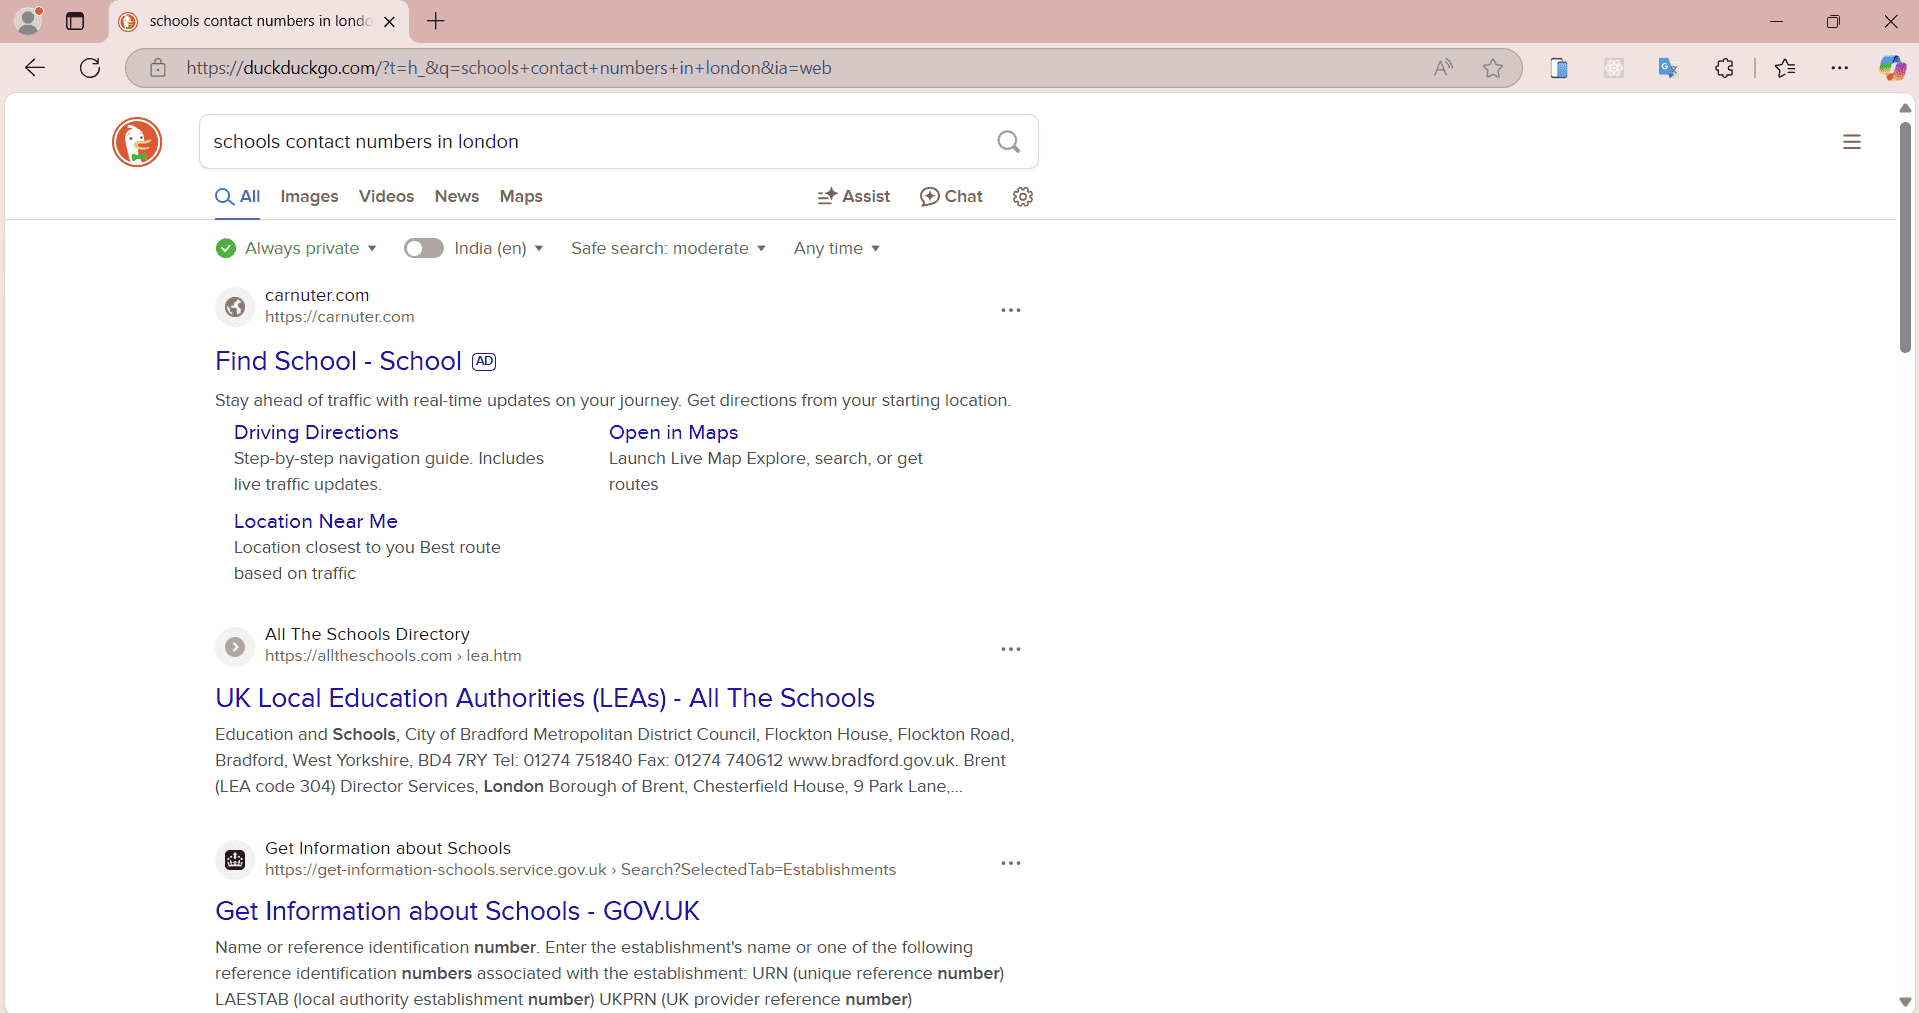 schools contact numbers in londo
https://duckduckgo.com/?t=h_&q=schools+contact+numbers+in+london&ia=web
schools contact numbers in london
All Images Videos News Maps Assist Chat
Always private India (en) Safe search: moderate Any time
carnuter.com
https://carnuter.com
Find School - School AD
Stay ahead of traffic with real-time updates on your journey. Get directions from your starting location.
Driving Directions
Step-by-step navigation guide. Includes
live traffic updates.
Open in Maps
Launch Live Map Explore, search, or get
routes
Location Near Me
Location closest to you Best route
based on traffic
All The Schools Directory
https://alltheschools.com › lea.htm
UK Local Education Authorities (LEAs) - All The Schools
Education and Schools, City of Bradford Metropolitan District Council, Flockton House, Flockton Road,
Bradford, West Yorkshire, BD4 7RY Tel: 01274 751840 Fax: 01274 740612 www.bradford.gov.uk. Brent
(LEA code 304) Director Services, London Borough of Brent, Chesterfield House, 9 Park Lane,...
Get Information about Schools
https://get-information-schools.service.gov.uk › Search?SelectedTab=Establishments
Get Information about Schools - GOV.UK
Name or reference identification number. Enter the establishment's name or one of the following
reference identification numbers associated with the establishment: URN (unique reference number)
LAESTAB (local authority establishment number) UKPRN (UK provider reference number)